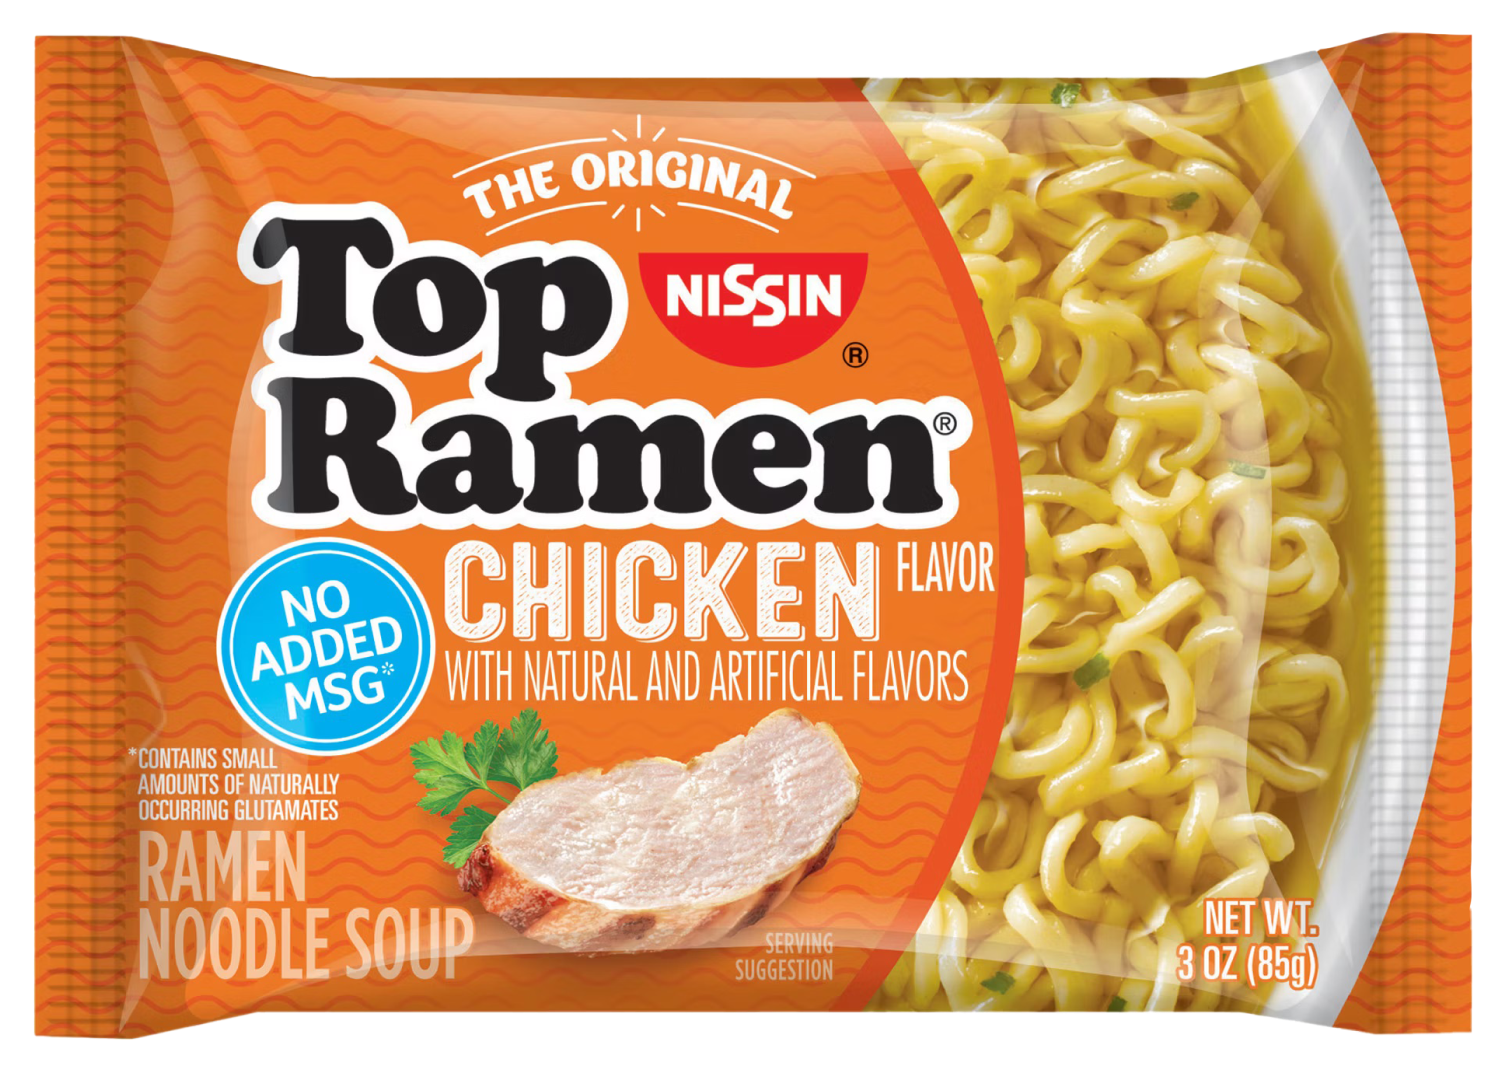 THE ORIGINAL
Top
NISSIN
®
Ramen®
CHICKEN FLAVOR
WITH NATURAL AND ARTIFICIAL FLAVORS
NO
ADDED
MSG*
*CONTAINS SMALL
AMOUNTS OF NATURALLY
OCCURRING GLUTAMATES
RAMEN
NOODLE SOUP
SERVING
SUGGESTION
NET WT.
3 OZ (85g)